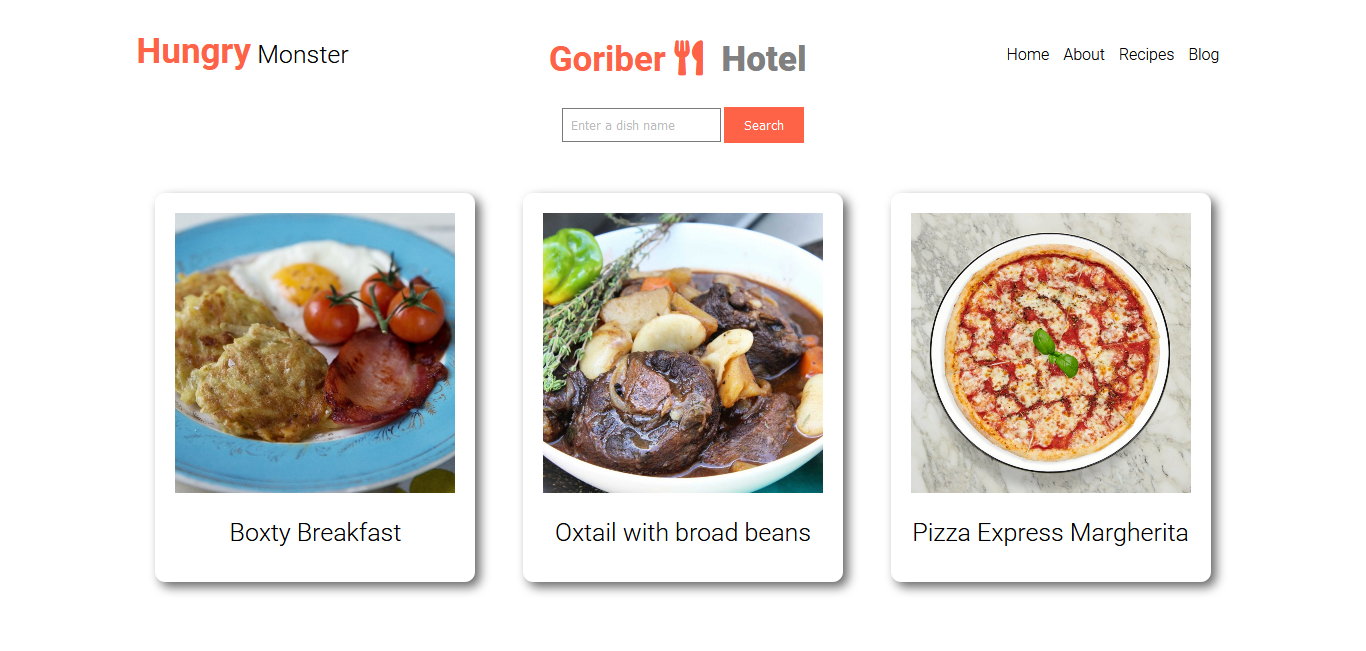 Hungry Monster
Goriber Hotel
Home About Recipes Blog
Enter a dish name
Search
Boxty Breakfast
Oxtail with broad beans
Pizza Express Margherita